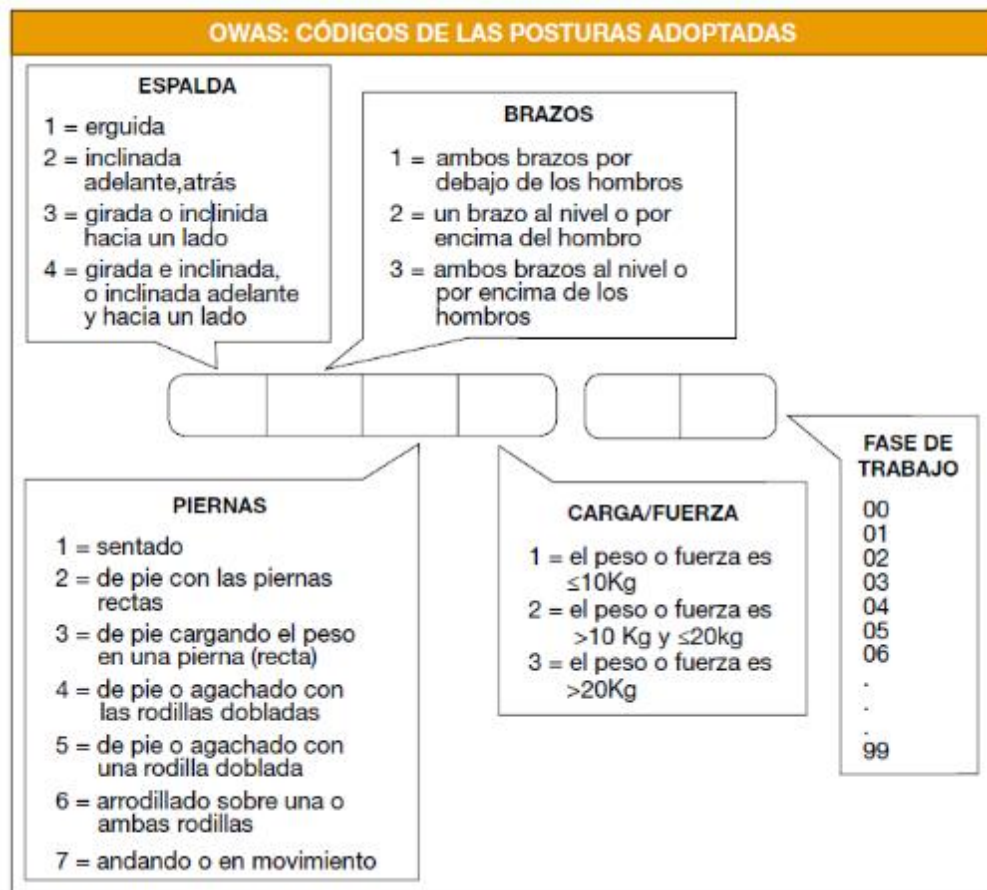 OWAS: CÓDIGOS DE LAS POSTURAS ADOPTADAS
ESPALDA
1 = erguida
2 = inclinada
adelante,atrás
3 = girada o inclinida
hacia un lado
4 = girada e inclinada,
o inclinada adelante
y hacia un lado
BRAZOS
1 = ambos brazos por
debajo de los hombros
2 = un brazo al nivel o por
encima del hombro
3 = ambos brazos al nivel o
por encima de los
hombros
PIERNAS
1 = sentado
2 = de pie con las piernas
rectas
3 = de pie cargando el peso
en una pierna (recta)
4 = de pie o agachado con
las rodillas dobladas
5 = de pie o agachado con
una rodilla doblada
6 = arrodillado sobre una o
ambas rodillas
7 = andando o en movimiento
CARGA/FUERZA
1 = el peso o fuerza es
≤10Kg
2 = el peso o fuerza es
>10 Kg y ≤20kg
3 = el peso o fuerza es
>20Kg
FASE DE
TRABAJO
00
01
02
03
04
05
06
.
.
.
99